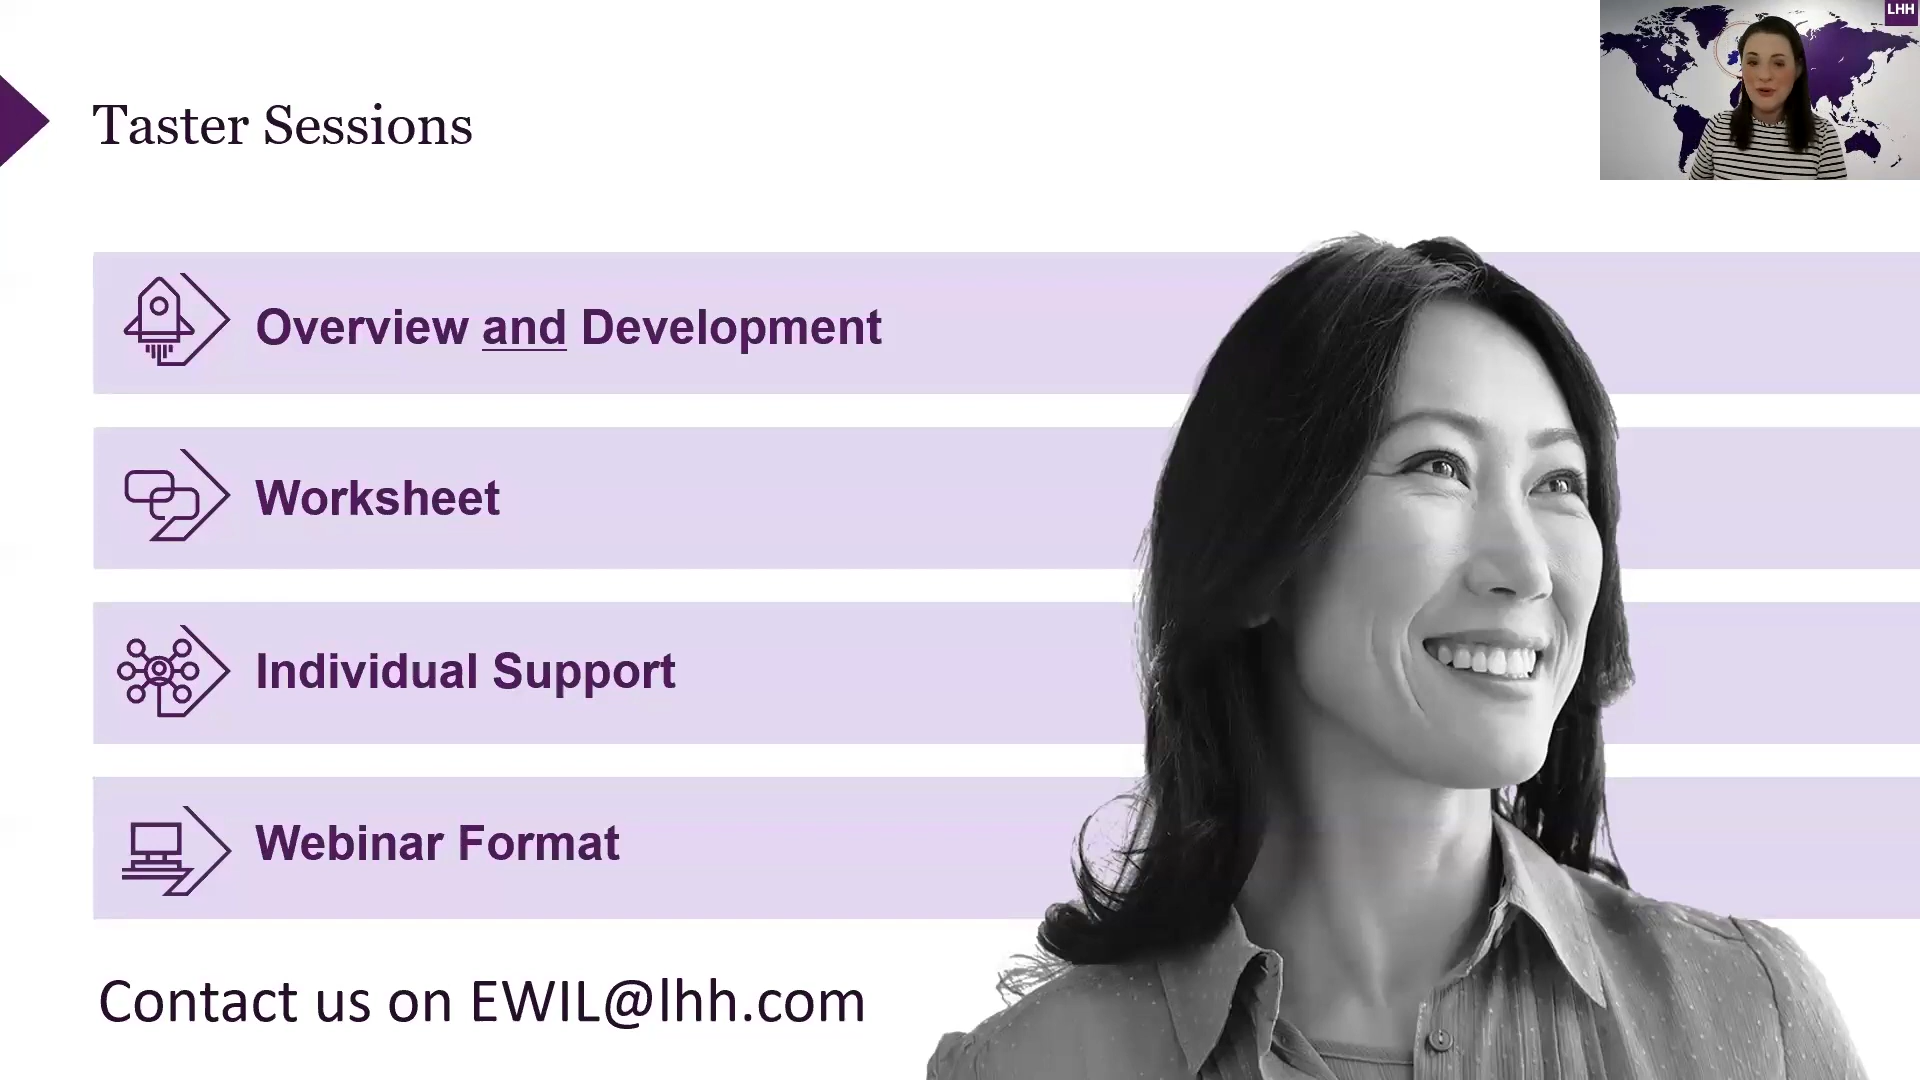 LHH
Taster Sessions
Overview and Development
Worksheet
Individual Support
Webinar Format
Contact us on EWIL@lhh.com